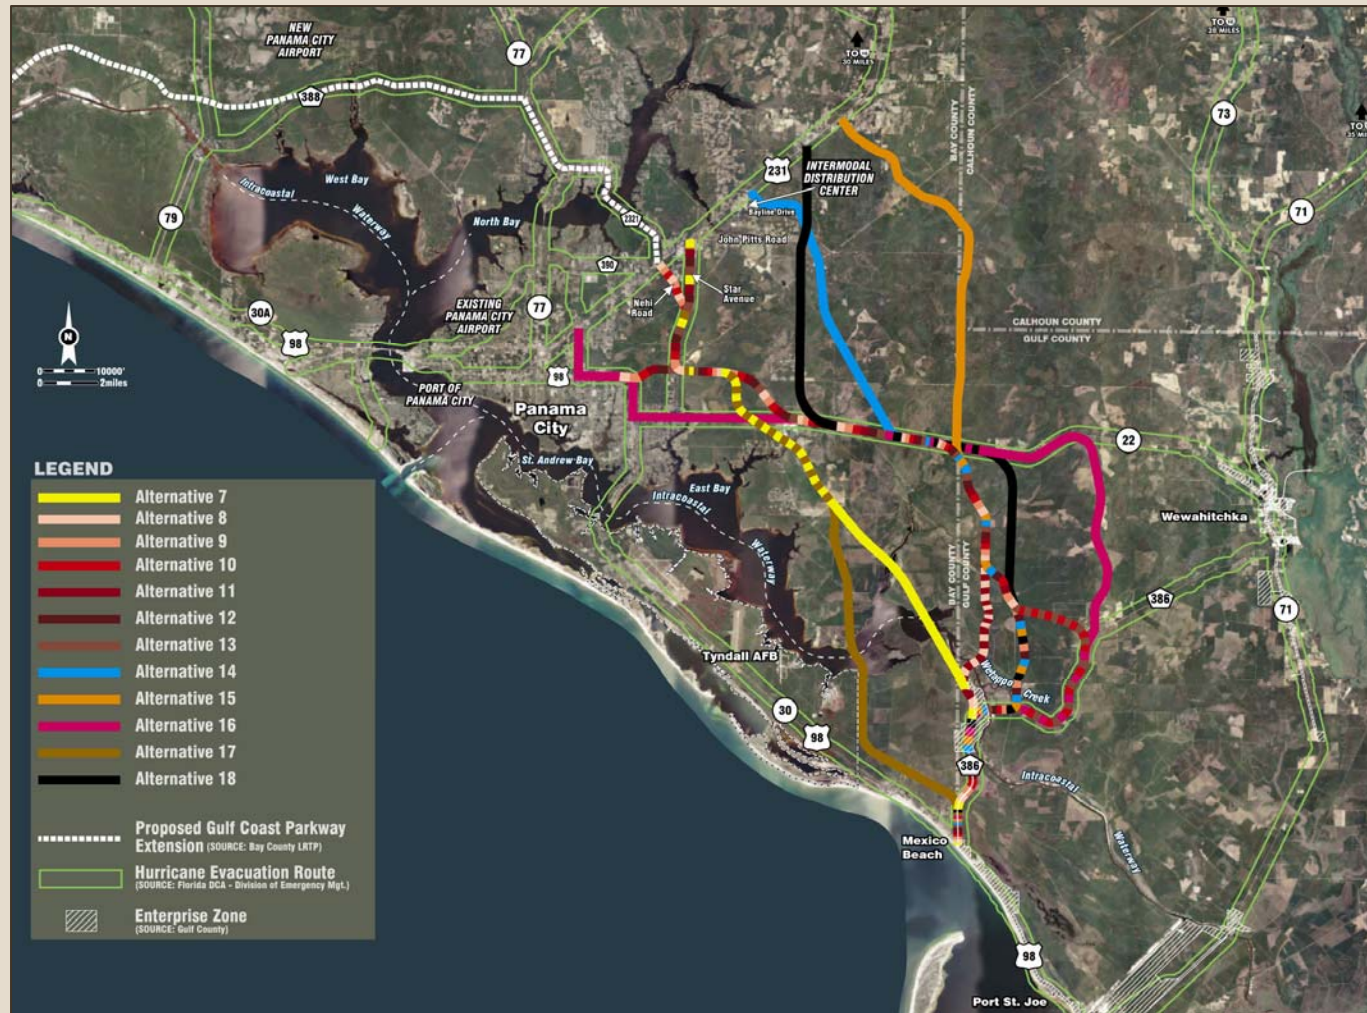 NEW
PANAMA CITY
AIRPORT
77
TO
30 MILES
TO
28 MILES
73
TO
388
BAY COUNTY
CALHOUN COUNTY
231
INTERMODAL
DISTRIBUTION
CENTER
71
79
West Bay
Intracoastal
Waterway
North Bay
2321
Bayline Drive
John Pitts Road
390
Star
Avenue
Nehi
Road
30A
98
EXISTING
PANAMA CITY
AIRPORT
77
CALHOUN COUNTY
GULF COUNTY
N
0 10000'
0 2miles
PORT OF
PANAMA CITY
98
Panama
City
22
St. Andrew Bay
East Bay
Intracoastal
Waterway
Wewahitchka
BAY COUNTY
GULF COUNTY
386
71
Tyndall AFB
Wetappo
Creek
30
98
386
Intracoastal
Waterway
Mexico
Beach
98
Port St. Joe
LEGEND
Alternative 7
Alternative 8
Alternative 9
Alternative 10
Alternative 11
Alternative 12
Alternative 13
Alternative 14
Alternative 15
Alternative 16
Alternative 17
Alternative 18
Proposed Gulf Coast Parkway
Extension (SOURCE: Bay County LRTP)
Hurricane Evacuation Route
(SOURCE: Florida DCA - Division of Emergency Mgt.)
Enterprise Zone
(SOURCE: Gulf County)